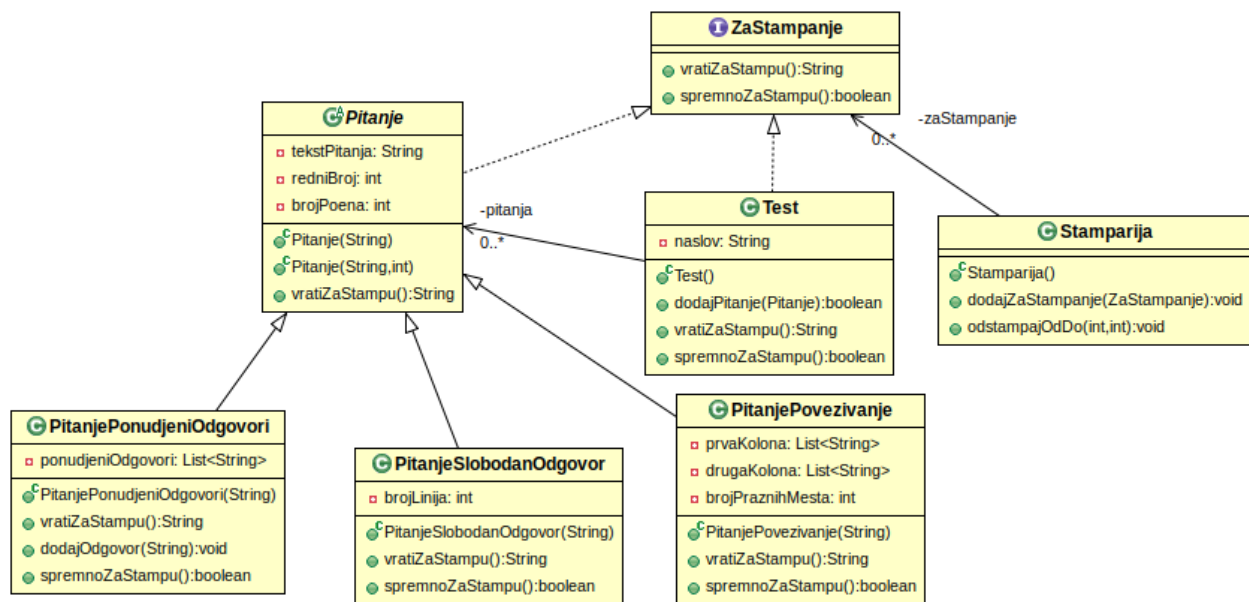 ZaStampanje
vratiZaStampu():String
spremnoZaStampu():boolean
Pitanje
tekstPitanja: String
redniBroj: int
brojPoena: int
Pitanje(String)
Pitanje(String,int)
vratiZaStampu():String
-zaStampanje
0..*
-pitanja
0..*
Test
naslov: String
Test()
dodajPitanje(Pitanje):boolean
vratiZaStampu():String
spremnoZaStampu():boolean
Stamparija
Stamparija()
dodajZaStampanje(ZaStampanje):void
odstampajOdDo(int,int):void
PitanjePonudjeniOdgovori
ponudjeniOdgovori: List<String>
PitanjePonudjeniOdgovori(String)
vratiZaStampu():String
dodajOdgovor(String):void
spremnoZaStampu():boolean
PitanjeSlobodanOdgovor
brojLinija: int
PitanjeSlobodanOdgovor(String)
vratiZaStampu():String
spremnoZaStampu():boolean
PitanjePovezivanje
prvaKolona: List<String>
drugaKolona: List<String>
brojPraznihMesta: int
PitanjePovezivanje(String)
vratiZaStampu():String
spremnoZaStampu():boolean